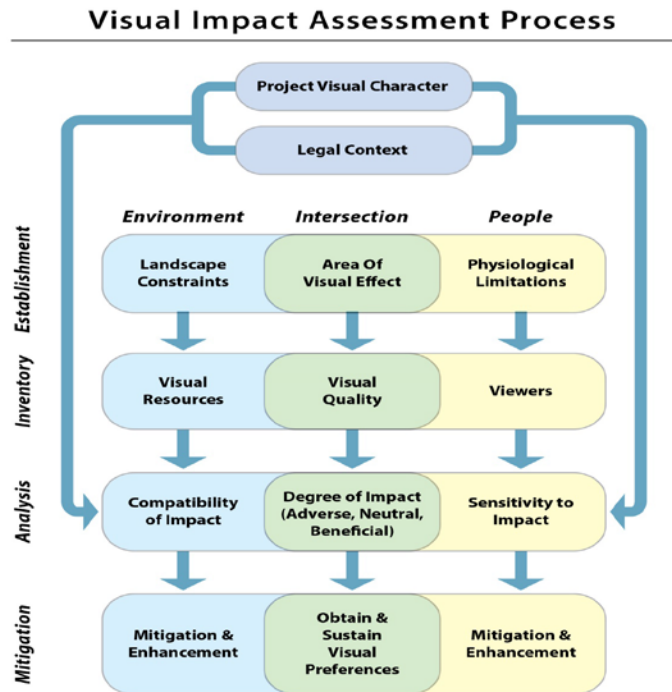 Visual Impact Assessment Process
Project Visual Character
Legal Context
Environment
Intersection
People
Establishment
Landscape
Constraints
Area Of
Visual Effect
Physiological
Limitations
Inventory
Visual
Resources
Visual
Quality
Viewers
Analysis
Compatibility
of Impact
Degree of Impact
(Adverse, Neutral,
Beneficial)
Sensitivity to
Impact
Mitigation
Mitigation &
Enhancement
Obtain &
Sustain
Visual
Preferences
Mitigation &
Enhancement